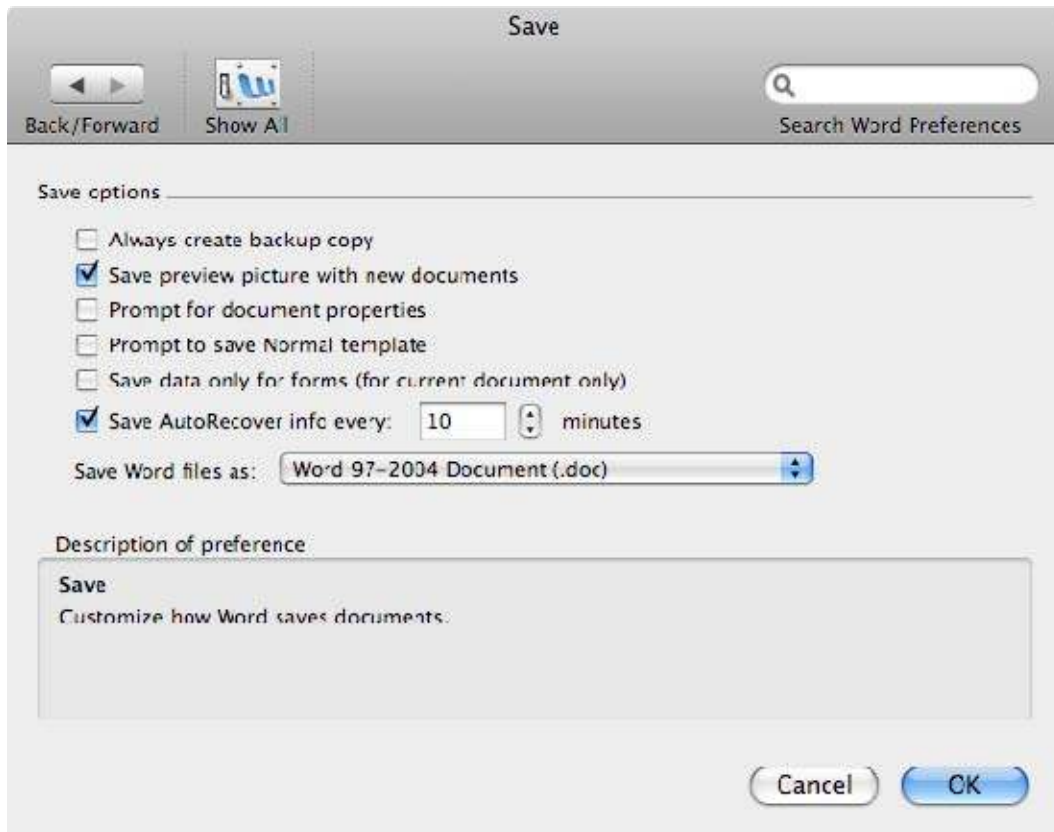 Save
Back/Forward
Show All
Search Word Preferences
Save options
Always create backup copy
Save preview picture with new documents
Prompt for document properties
Prompt to save Normal template
Save data only for forms (for current document only)
Save AutoRecover info every: 10 minutes
Save Word files as: Word 97-2004 Document (.doc)
Description of preference
Save
Customize how Word saves documents.
Cancel OK